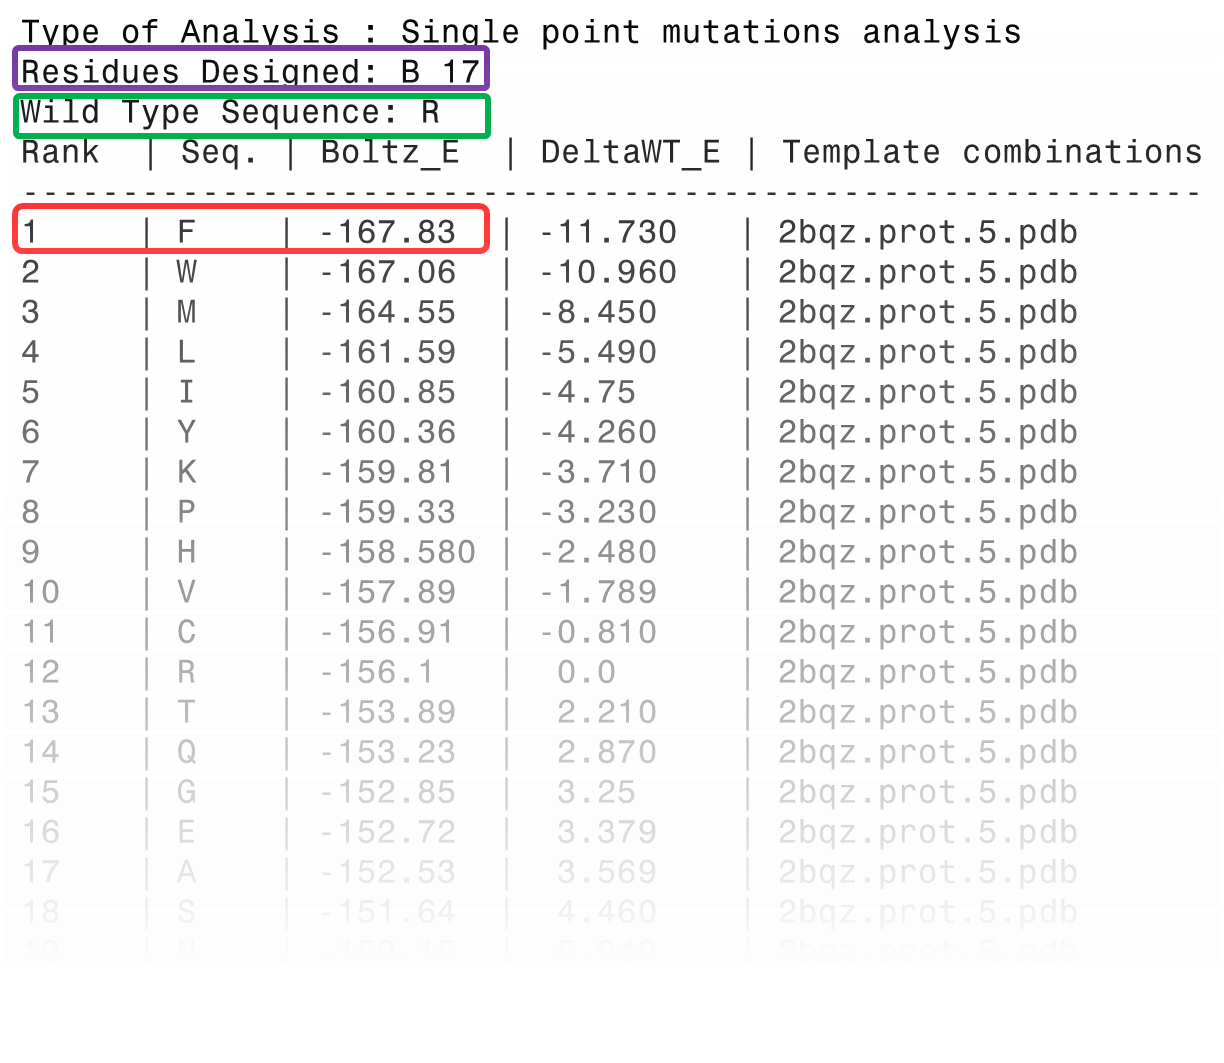 Type of Analysis : Single point mutations analysis
Residues Designed: B 17
Wild Type Sequence: R
Rank | Seq. | Boltz_E | DeltaWT_E | Template combinations
-----------------------------------------------------------
1 | F | -167.83 | -11.730 | 2bqz.prot.5.pdb
2 | W | -167.06 | -10.960 | 2bqz.prot.5.pdb
3 | M | -164.55 | -8.450 | 2bqz.prot.5.pdb
4 | L | -161.59 | -5.490 | 2bqz.prot.5.pdb
5 | I | -160.85 | -4.75 | 2bqz.prot.5.pdb
6 | Y | -160.36 | -4.260 | 2bqz.prot.5.pdb
7 | K | -159.81 | -3.710 | 2bqz.prot.5.pdb
8 | P | -159.33 | -3.230 | 2bqz.prot.5.pdb
9 | H | -158.580 | -2.480 | 2bqz.prot.5.pdb
10 | V | -157.89 | -1.789 | 2bqz.prot.5.pdb
11 | C | -156.91 | -0.810 | 2bqz.prot.5.pdb
12 | R | -156.1 | 0.0 | 2bqz.prot.5.pdb
13 | T | -153.89 | 2.210 | 2bqz.prot.5.pdb
14 | Q | -153.23 | 2.870 | 2bqz.prot.5.pdb
15 | G | -152.85 | 3.25 | 2bqz.prot.5.pdb
16 | E | -152.72 | 3.379 | 2bqz.prot.5.pdb
17 | A | -152.53 | 3.569 | 2bqz.prot.5.pdb
18 | S | -151.64 | 4.460 | 2bqz.prot.5.pdb
19 | N | -150.15 | 5.949 | 2bqz.prot.5.pdb